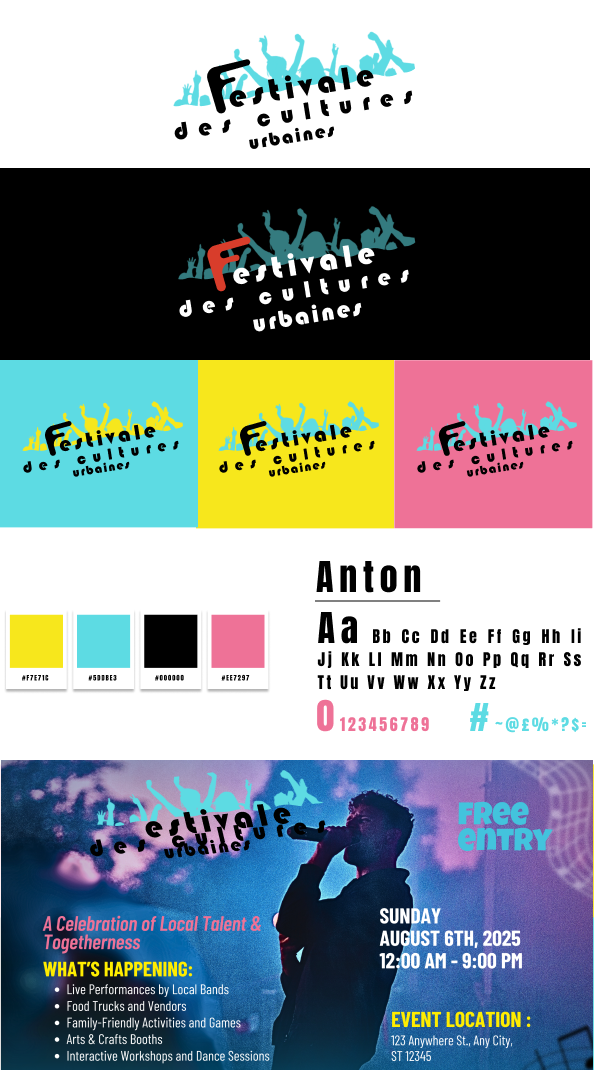 Festivale
des cultures
urbaines
Festivale
des cultures
urbaines
Festivale
des cultures
urbaines
Festivale
des cultures
urbaines
Festivale
des cultures
urbaines
#F7E71C
#5DDBE3
#000000
#EE7297
Anton
Aa Bb Cc Dd Ee Ff Gg Hh Ii
Jj Kk Ll Mm Nn Oo Pp Qq Rr Ss
Tt Uu Vv Ww Xx Yy Zz
0 123456789 # ~@£%*?$=
estivale
des cultures
urbaines
FRee
enTRY
A Celebration of Local Talent &
Togetherness
WHAT'S HAPPENING:
• Live Performances by Local Bands
• Food Trucks and Vendors
• Family-Friendly Activities and Games
• Arts & Crafts Booths
• Interactive Workshops and Dance Sessions
SUNDAY
AUGUST 6TH, 2025
12:00 AM - 9:00 PM
EVENT LOCATION :
123 Anywhere St., Any City,
ST 12345